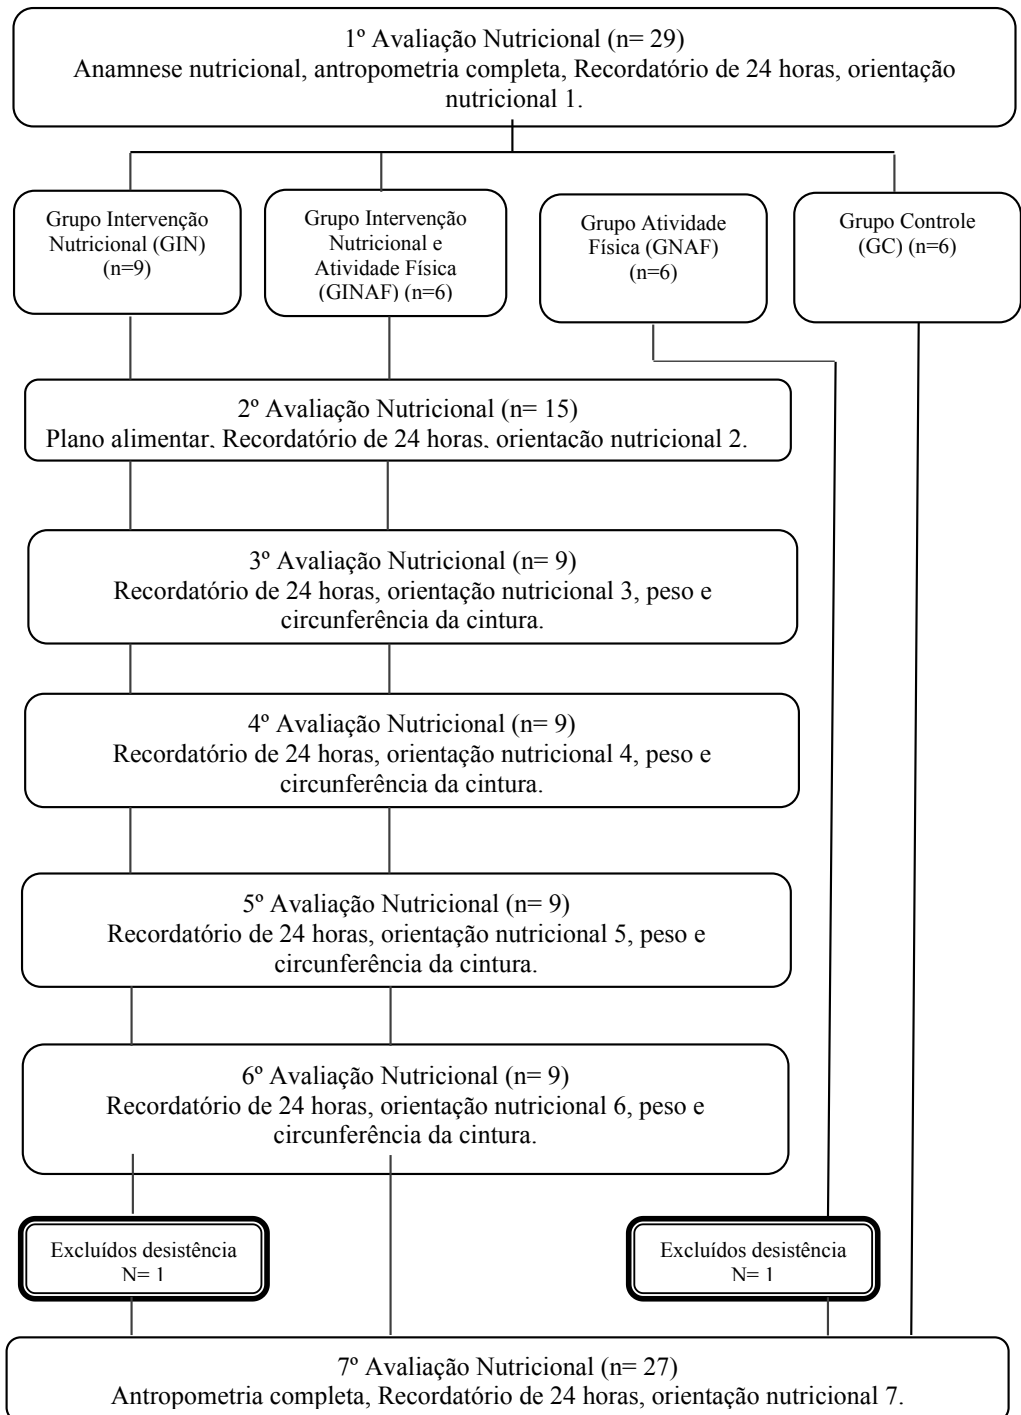 1º Avaliação Nutricional (n= 29)
Anamnese nutricional, antropometria completa, Recordatório de 24 horas, orientação
nutricional 1.
Grupo Intervenção
Nutricional (GIN)
(n=9)
Grupo Intervenção
Nutricional e
Atividade Física
(GINAF) (n=6)
Grupo Atividade
Física (GNAF)
(n=6)
Grupo Controle
(GC) (n=6)
2º Avaliação Nutricional (n= 15)
Plano alimentar, Recordatório de 24 horas, orientação nutricional 2.
3º Avaliação Nutricional (n= 9)
Recordatório de 24 horas, orientação nutricional 3, peso e
circunferência da cintura.
4º Avaliação Nutricional (n= 9)
Recordatório de 24 horas, orientação nutricional 4, peso e
circunferência da cintura.
5º Avaliação Nutricional (n= 9)
Recordatório de 24 horas, orientação nutricional 5, peso e
circunferência da cintura.
6º Avaliação Nutricional (n= 9)
Recordatório de 24 horas, orientação nutricional 6, peso e
circunferência da cintura.
Excluídos desistência
N= 1
Excluídos desistência
N= 1
7º Avaliação Nutricional (n= 27)
Antropometria completa, Recordatório de 24 horas, orientação nutricional 7.